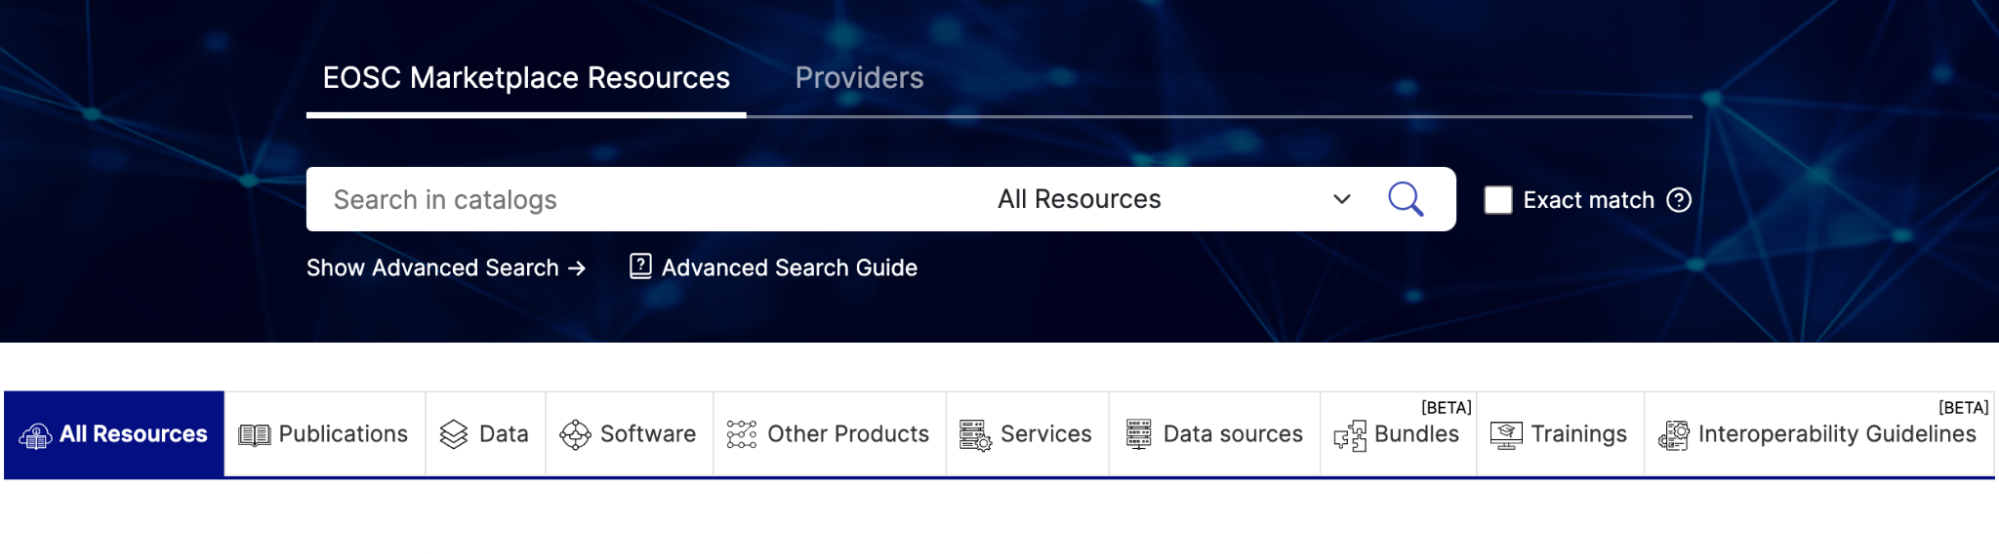 EOSC Marketplace Resources Providers
Search in catalogs All Resources Exact match ?
Show Advanced Search → ? Advanced Search Guide
[BETA] [BETA]
All Resources Publications Data Software Other Products Services Data sources Bundles Trainings Interoperability Guidelines